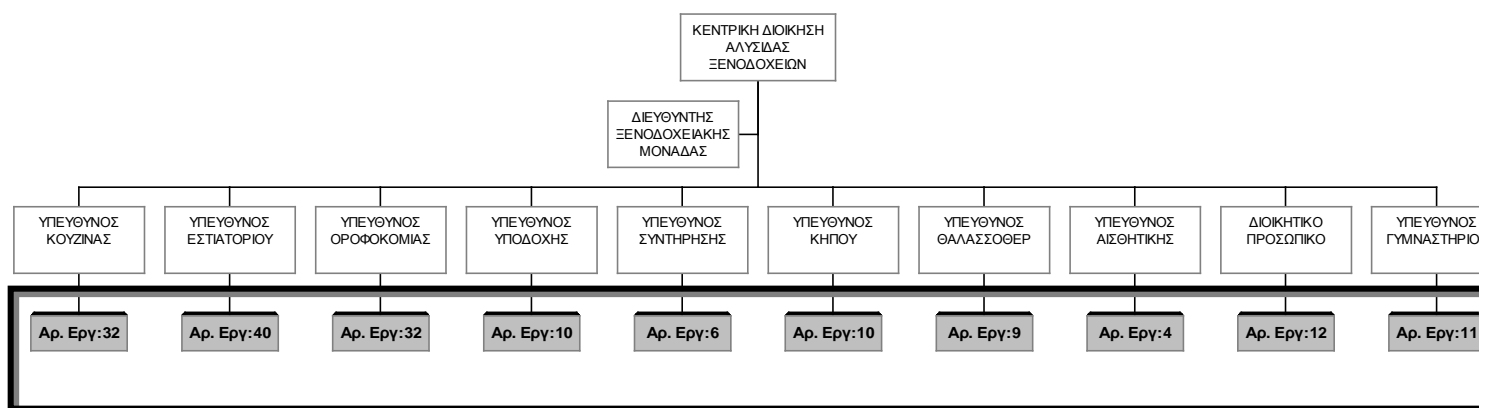 ΚΕΝΤΡΙΚΗ ΔΙΟΙΚΗΣΗ
ΑΛΥΣΙΔΑΣ
ΞΕΝΟΔΟΧΕΙΩΝ
ΔΙΕΥΘΥΝΤΗΣ
ΞΕΝΟΔΟΧΕΙΑΚΗΣ
ΜΟΝΑΔΑΣ
ΥΠΕΥΘΥΝΟΣ
ΚΟΥΖΙΝΑΣ
ΥΠΕΥΘΥΝΟΣ
ΕΣΤΙΑΤΟΡΙΟΥ
ΥΠΕΥΘΥΝΟΣ
ΟΡΟΦΟΚΟΜΙΑΣ
ΥΠΕΥΘΥΝΟΣ
ΥΠΟΔΟΧΗΣ
ΥΠΕΥΘΥΝΟΣ
ΣΥΝΤΗΡΗΣΗΣ
ΥΠΕΥΘΥΝΟΣ
ΚΗΠΟΥ
ΥΠΕΥΘΥΝΟΣ
ΘΑΛΑΣΣΟΘΕΡ
ΥΠΕΥΘΥΝΟΣ
ΑΙΣΘΗΤΙΚΗΣ
ΔΙΟΙΚΗΤΙΚΟ
ΠΡΟΣΩΠΙΚΟ
ΥΠΕΥΘΥΝΟΣ
ΓΥΜΝΑΣΤΗΡΙΟ
Αρ. Εργ:32
Αρ. Εργ:40
Αρ. Εργ:32
Αρ. Εργ:10
Αρ. Εργ:6
Αρ. Εργ:10
Αρ. Εργ:9
Αρ. Εργ:4
Αρ. Εργ:12
Αρ. Εργ:11